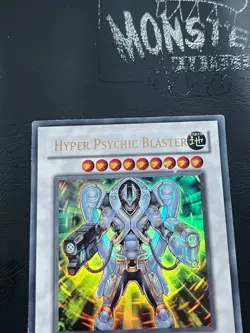 MONSTE
HYPER PSYCHIC BLASTER
地